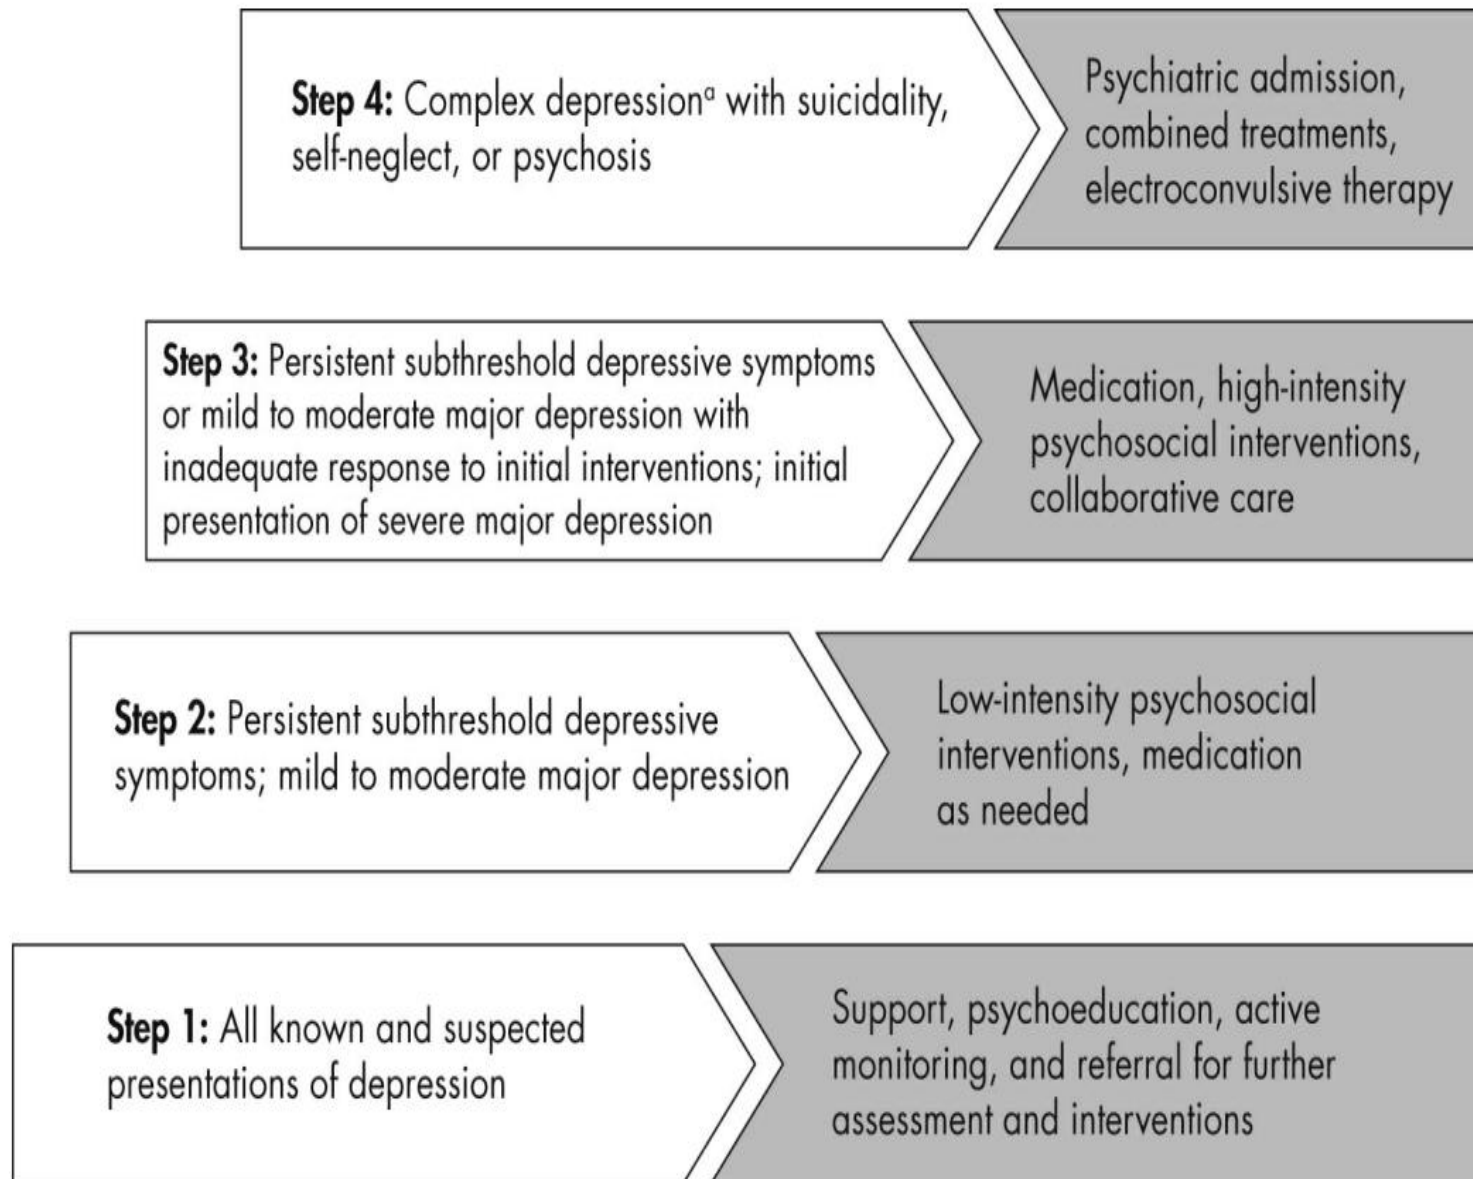 Step 4: Complex depressionª with suicidality,
self-neglect, or psychosis
Psychiatric admission,
combined treatments,
electroconvulsive therapy
Step 3: Persistent subthreshold depressive symptoms
or mild to moderate major depression with
inadequate response to initial interventions; initial
presentation of severe major depression
Medication, high-intensity
psychosocial interventions,
collaborative care
Step 2: Persistent subthreshold depressive
symptoms; mild to moderate major depression
Low-intensity psychosocial
interventions, medication
as needed
Step 1: All known and suspected
presentations of depression
Support, psychoeducation, active
monitoring, and referral for further
assessment and interventions